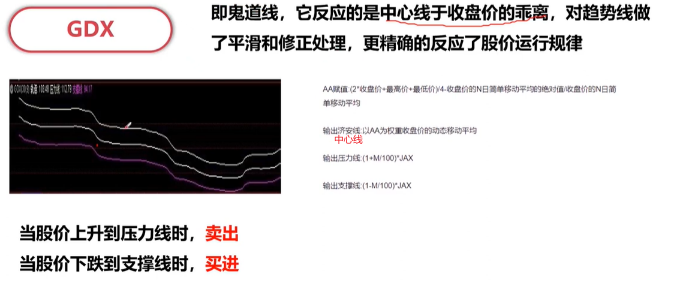 GDX
即鬼道线，它反应的是中心线于收盘价的乖离，对趋势线做
了平滑和修正处理，更精确的反应了股价运行规律
AA赋值:(2*收盘价+最高价+最低价)/4-收盘价的N日简单移动平均的绝对值/收盘价的N日简
单移动平均
输出济安线:以AA为权重收盘价的动态移动平均
中心线
输出压力线:(1+M/100)*JAX
输出支撑线:(1-M/100)*JAX
当股价上升到压力线时，卖出
当股价下跌到支撑线时，买进